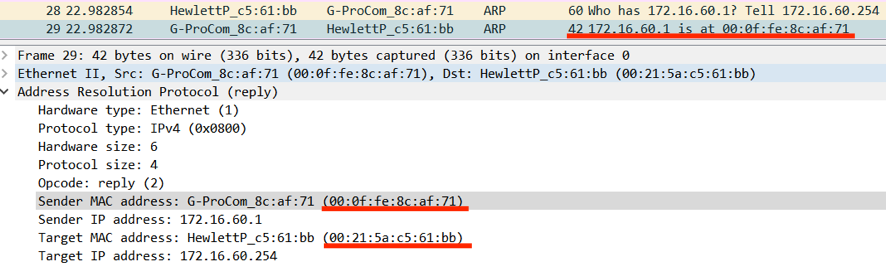 28 22.982854 HewlettP_c5:61:bb G-ProCom_8c:af:71 ARP 60 Who has 172.16.60.1? Tell 172.16.60.254
29 22.982872 G-ProCom_8c:af:71 HewlettP_c5:61:bb ARP 42 172.16.60.1 is at 00:0f:fe:8c:af:71
Frame 29: 42 bytes on wire (336 bits), 42 bytes captured (336 bits) on interface 0
Ethernet II, Src: G-ProCom_8c:af:71 (00:0f:fe:8c:af:71), Dst: HewlettP_c5:61:bb (00:21:5a:c5:61:bb)
Address Resolution Protocol (reply)
Hardware type: Ethernet (1)
Protocol type: IPv4 (0x0800)
Hardware size: 6
Protocol size: 4
Opcode: reply (2)
Sender MAC address: G-ProCom_8c:af:71 (00:0f:fe:8c:af:71)
Sender IP address: 172.16.60.1
Target MAC address: HewlettP_c5:61:bb (00:21:5a:c5:61:bb)
Target IP address: 172.16.60.254